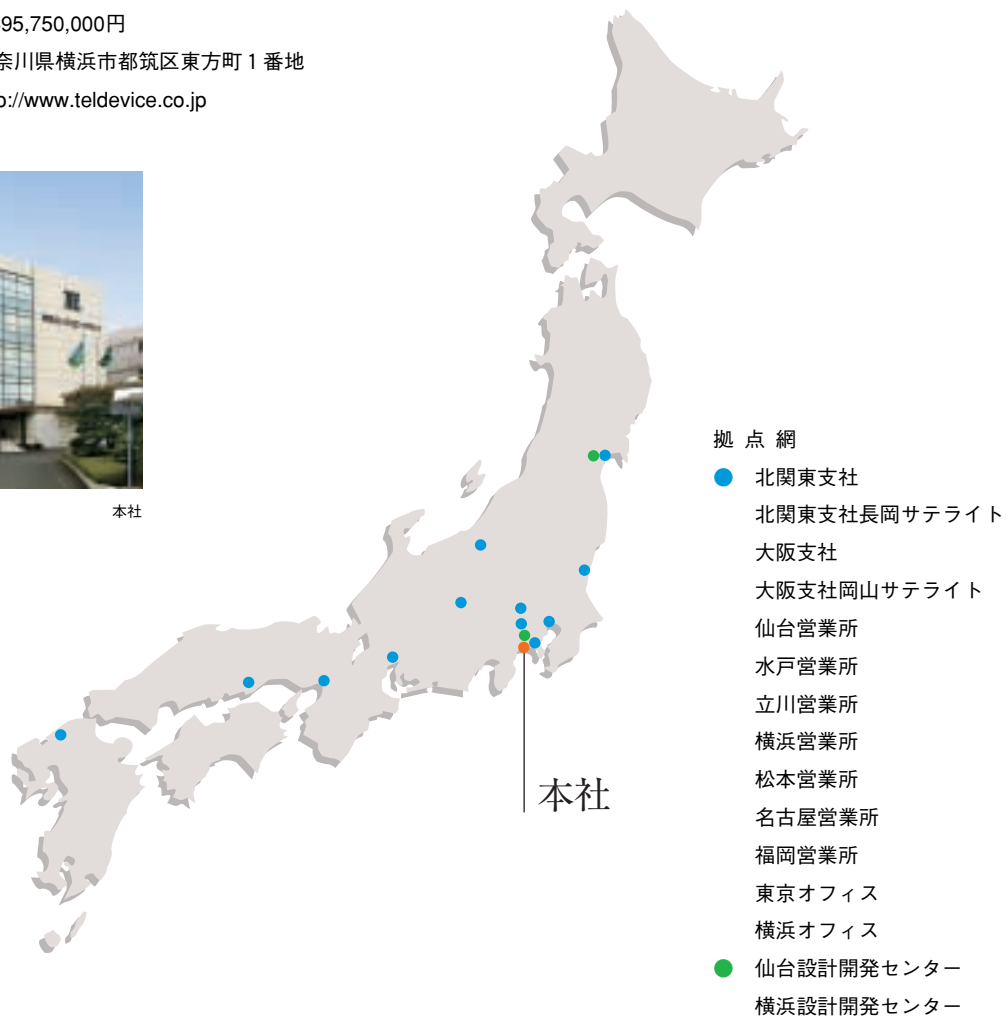 95,750,000円
奈川県横浜市都筑区東方町1番地
p://www.teldevice.co.jp
本社
拠点網
北関東支社
北関東支社長岡サテライト
大阪支社
大阪支社岡山サテライト
仙台営業所
水戸営業所
立川営業所
横浜営業所
松本営業所
名古屋営業所
福岡営業所
東京オフィス
横浜オフィス
仙台設計開発センター
横浜設計開発センター
本社